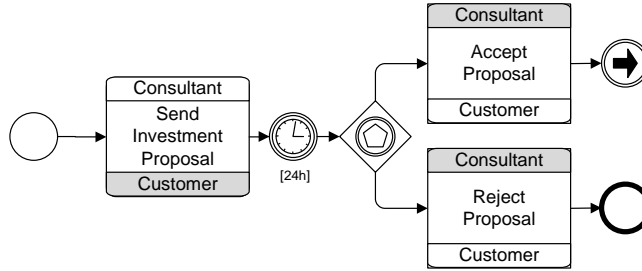 Consultant
Send
Investment
Proposal
Customer
[24h]
Consultant
Accept
Proposal
Customer
Consultant
Reject
Proposal
Customer